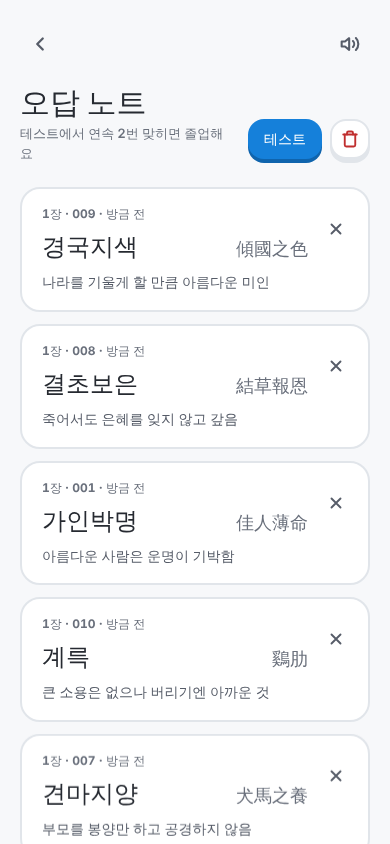 오답 노트
테스트에서 연속 2번 맞히면 졸업해
요
테스트
1장 · 009 · 방금 전
경국지색 傾國之色
나라를 기울게 할 만큼 아름다운 미인
1장 · 008 · 방금 전
결초보은 結草報恩
죽어서도 은혜를 잊지 않고 갚음
1장 · 001 · 방금 전
가인박명 佳人薄命
아름다운 사람은 운명이 기박함
1장 · 010 · 방금 전
계륵 鷄肋
큰 소용은 없으나 버리기엔 아까운 것
1장 · 007 · 방금 전
견마지양 犬馬之養
부모를 봉양만 하고 공경하지 않음